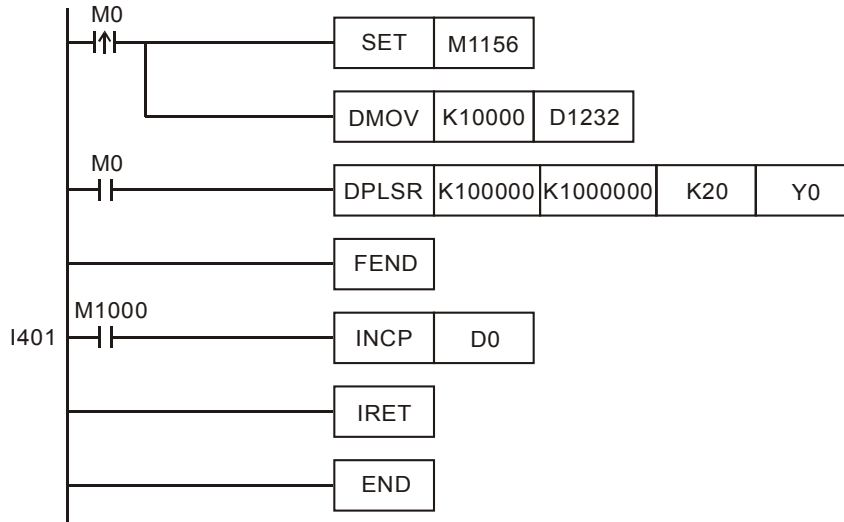 M0
SET M1156
DMOV K10000 D1232
M0
DPLSR K100000 K1000000 K20 Y0
FEND
M1000
I401 INCP D0
IRET
END